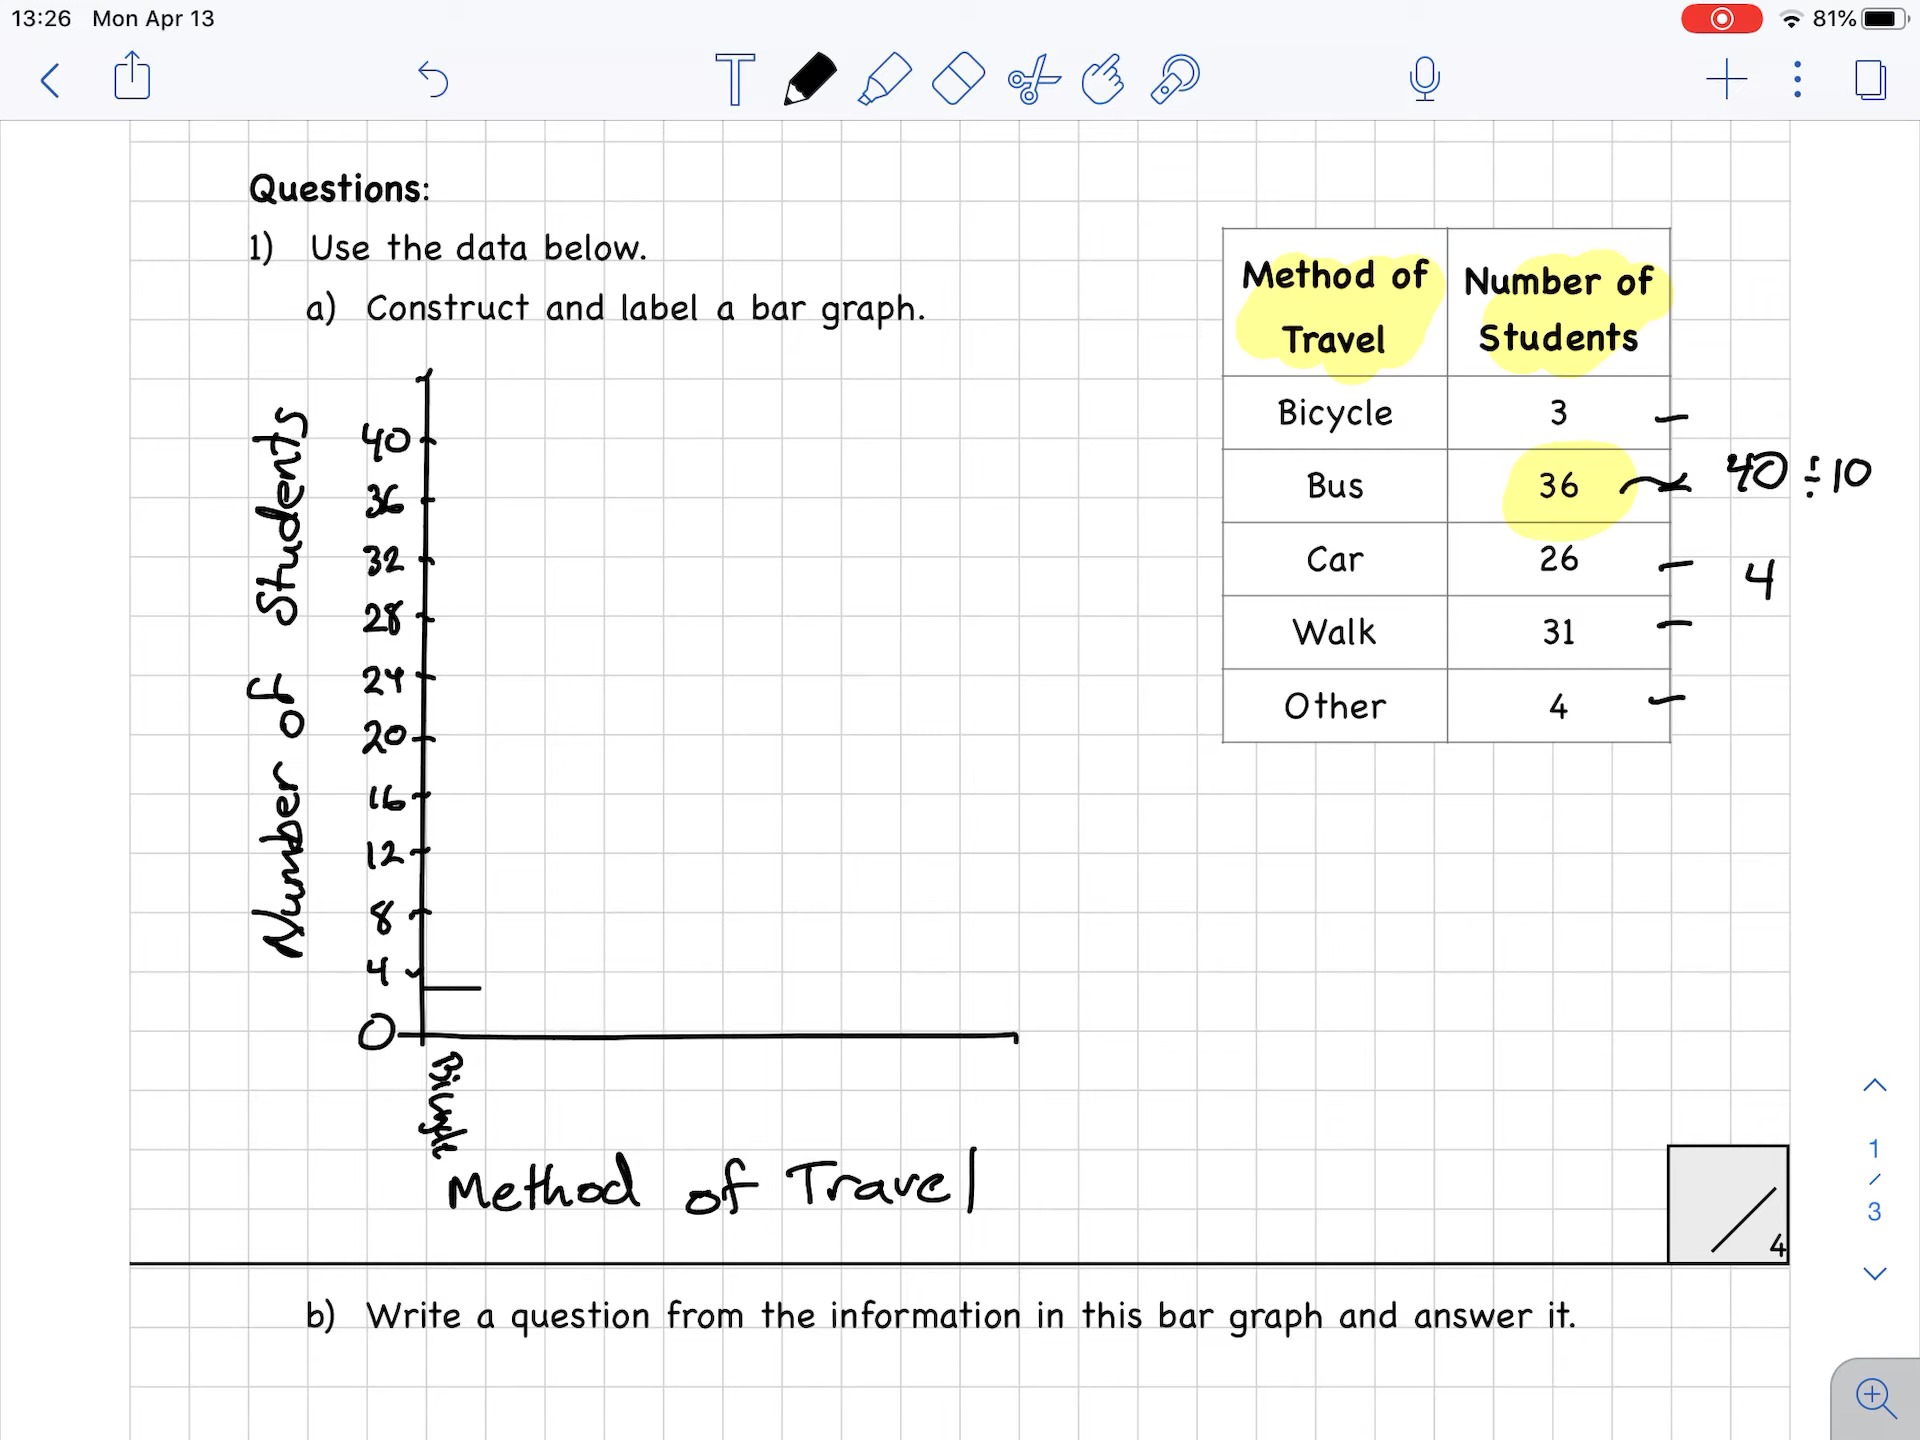 13:26 Mon Apr 13
81%
T
Questions:
1) Use the data below.
a) Construct and label a bar graph.
Method of Travel
Number of Students
Bicycle 3
Bus 36
Car 26
Walk 31
Other 4
40 ÷ 10
4
Number of Students
40
36
32
28
24
20
16
12
8
4
0
Bicycle
Method of Travel
4
1
/
3
b) Write a question from the information in this bar graph and answer it.